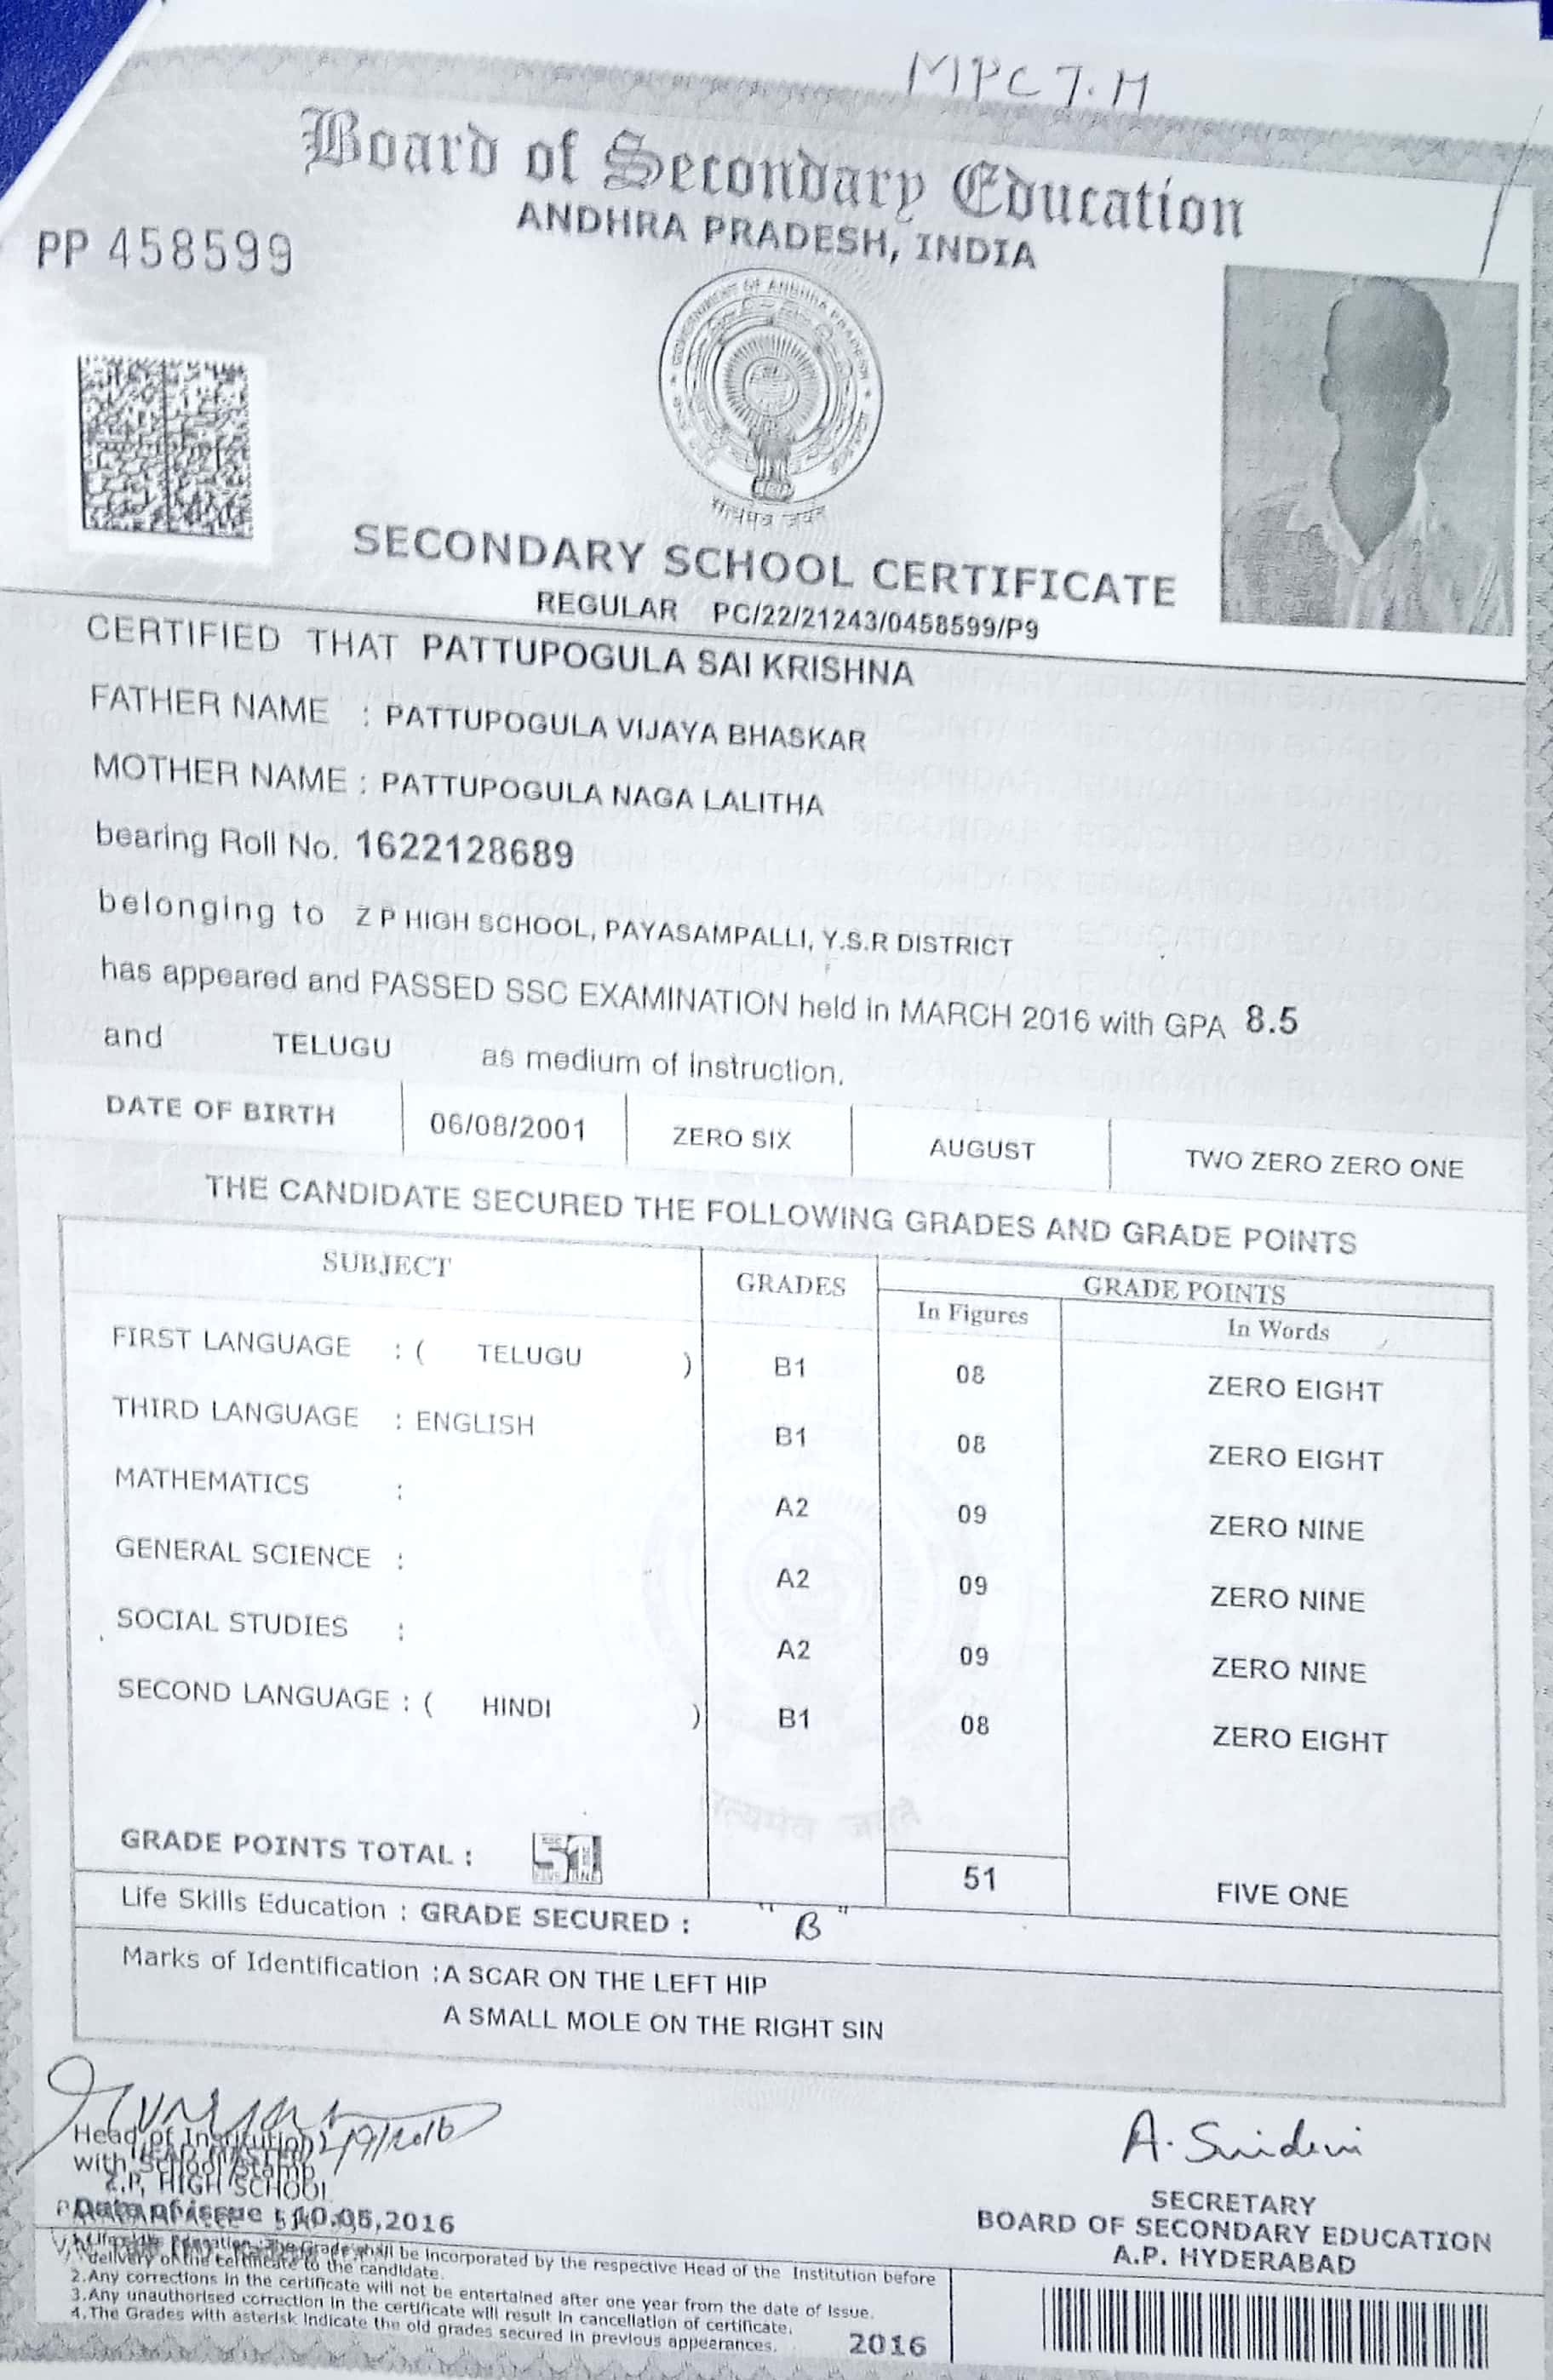 MPC T.M
Board of Secondary Education
ANDHRA PRADESH, INDIA
PP 458599
GOVERNMENT OF ANDHRA PRADESH
सत्यमेव जयते
SECONDARY SCHOOL CERTIFICATE
REGULAR PC/22/21243/0458599/P9
CERTIFIED THAT PATTUPOGULA SAI KRISHNA
FATHER NAME : PATTUPOGULA VIJAYA BHASKAR
MOTHER NAME : PATTUPOGULA NAGA LALITHA
bearing Roll No. 1622128689
belonging to Z P HIGH SCHOOL, PAYASAMPALLI, Y.S.R DISTRICT
has appeared and PASSED SSC EXAMINATION held in MARCH 2016 with GPA 8.5
and TELUGU as medium of instruction.
DATE OF BIRTH 06/08/2001 ZERO SIX AUGUST TWO ZERO ZERO ONE
THE CANDIDATE SECURED THE FOLLOWING GRADES AND GRADE POINTS
SUBJECT GRADES GRADE POINTS
In Figures In Words
FIRST LANGUAGE : ( TELUGU ) B1 08 ZERO EIGHT
THIRD LANGUAGE : ENGLISH B1 08 ZERO EIGHT
MATHEMATICS : A2 09 ZERO NINE
GENERAL SCIENCE : A2 09 ZERO NINE
SOCIAL STUDIES : A2 09 ZERO NINE
SECOND LANGUAGE : ( HINDI ) B1 08 ZERO EIGHT
GRADE POINTS TOTAL : 51 51 FIVE ONE
Life Skills Education : GRADE SECURED : "B"
Marks of Identification : A SCAR ON THE LEFT HIP
A SMALL MOLE ON THE RIGHT SIN
Head of Institution
with School Stamp
HEAD MASTER
Z.P. HIGH SCHOOL
Date of issue : 10.05.2016
A. Sridevi
SECRETARY
BOARD OF SECONDARY EDUCATION
A.P. HYDERABAD
1.Life Skills Education : The Grade shall be incorporated by the respective Head of the Institution before
delivery of the certificate to the candidate.
2.Any corrections in the certificate will not be entertained after one year from the date of issue.
3.Any unauthorised correction in the certificate will result in cancellation of certificate.
4.The Grades with asterisk indicate the old grades secured in previous appearances.
2016